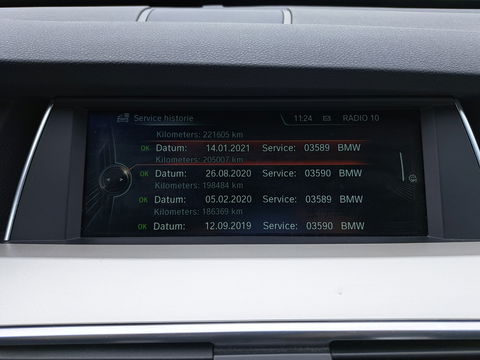 Service historie 11:24 RADIO 10
Kilometers: 221605 km
OK Datum: 14.01.2021 Service: 03589 BMW
Kilometers: 205007 km
OK Datum: 26.08.2020 Service: 03590 BMW
Kilometers: 198484 km
OK Datum: 05.02.2020 Service: 03589 BMW
Kilometers: 186369 km
OK Datum: 12.09.2019 Service: 03590 BMW